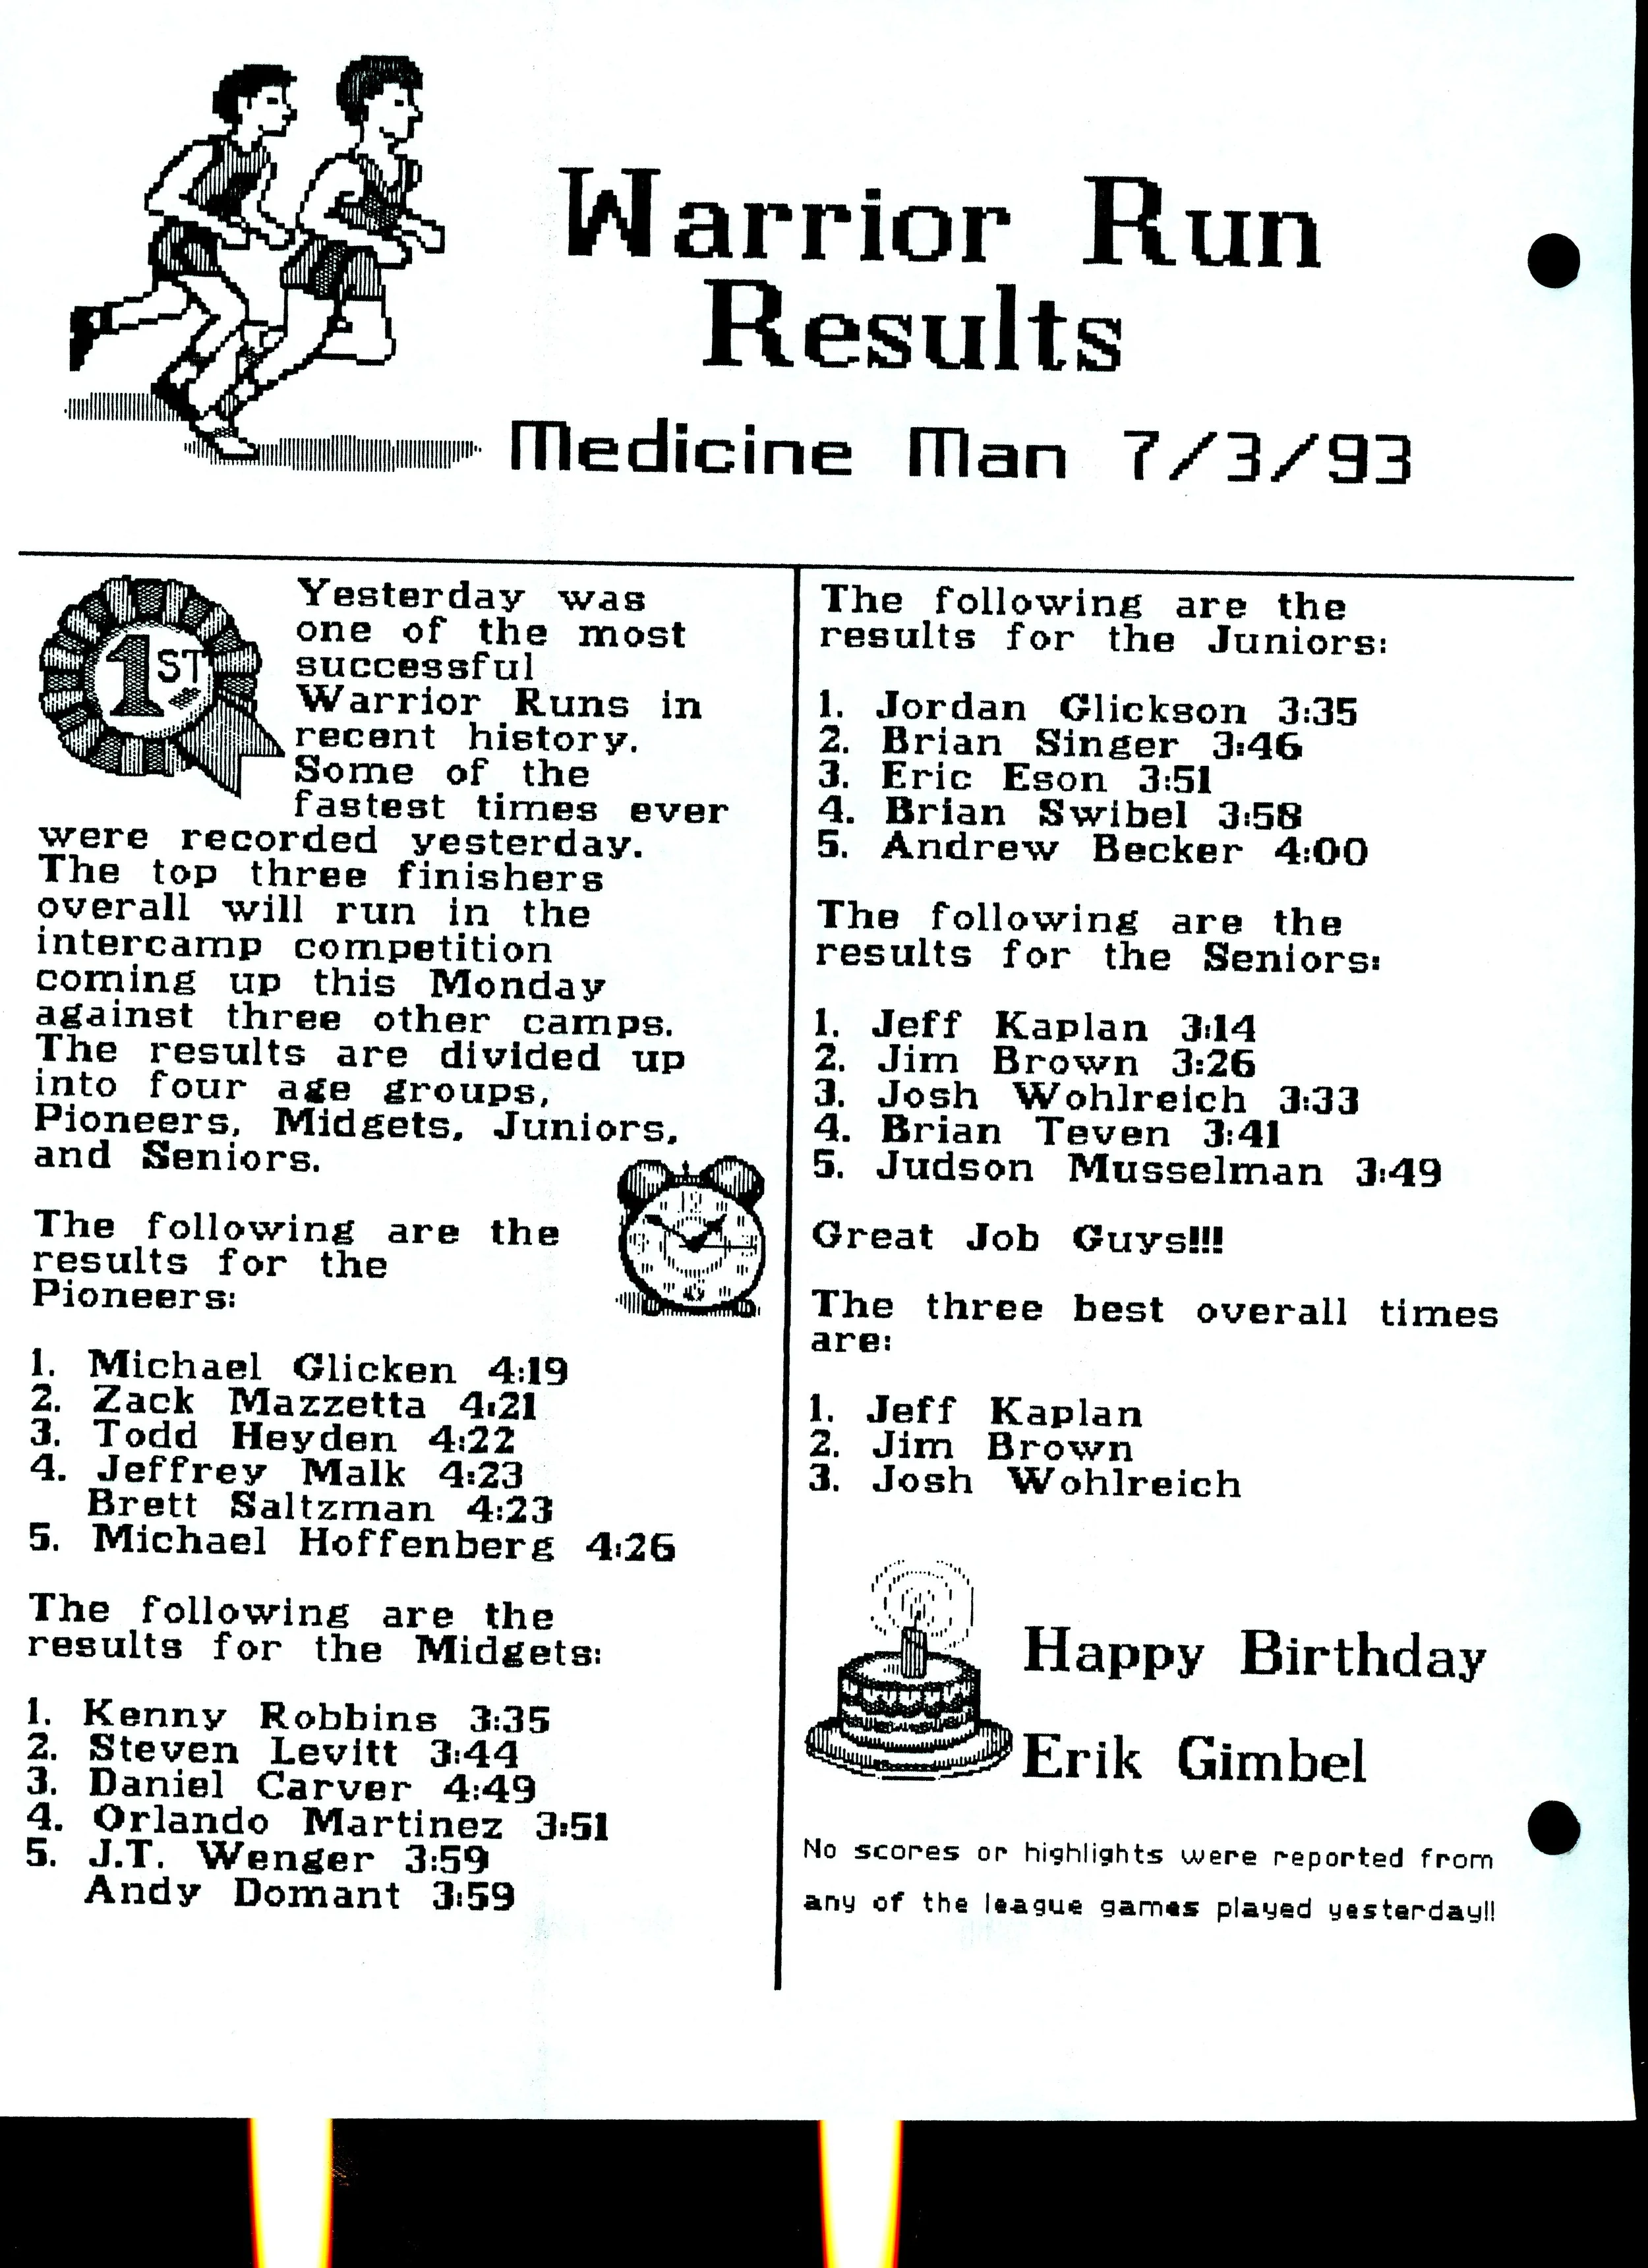 Warrior Run
Results
Medicine Man 7/3/93
1ST
Yesterday was
one of the most
successful
Warrior Runs in
recent history.
Some of the
fastest times ever
were recorded yesterday.
The top three finishers
overall will run in the
intercamp competition
coming up this Monday
against three other camps.
The results are divided up
into four age groups,
Pioneers, Midgets, Juniors,
and Seniors.
The following are the
results for the
Pioneers:
1. Michael Glicken 4:19
2. Zack Mazzetta 4:21
3. Todd Heyden 4:22
4. Jeffrey Malk 4:23
Brett Saltzman 4:23
5. Michael Hoffenberg 4:26
The following are the
results for the Midgets:
1. Kenny Robbins 3:35
2. Steven Levitt 3:44
3. Daniel Carver 4:49
4. Orlando Martinez 3:51
5. J.T. Wenger 3:59
Andy Domant 3:59
The following are the
results for the Juniors:
1. Jordan Glickson 3:35
2. Brian Singer 3:46
3. Eric Eson 3:51
4. Brian Swibel 3:58
5. Andrew Becker 4:00
The following are the
results for the Seniors:
1. Jeff Kaplan 3:14
2. Jim Brown 3:26
3. Josh Wohlreich 3:33
4. Brian Teven 3:41
5. Judson Musselman 3:49
Great Job Guys!!!
The three best overall times
are:
1. Jeff Kaplan
2. Jim Brown
3. Josh Wohlreich
Happy Birthday
Erik Gimbel
No scores or highlights were reported from
any of the league games played yesterday!!